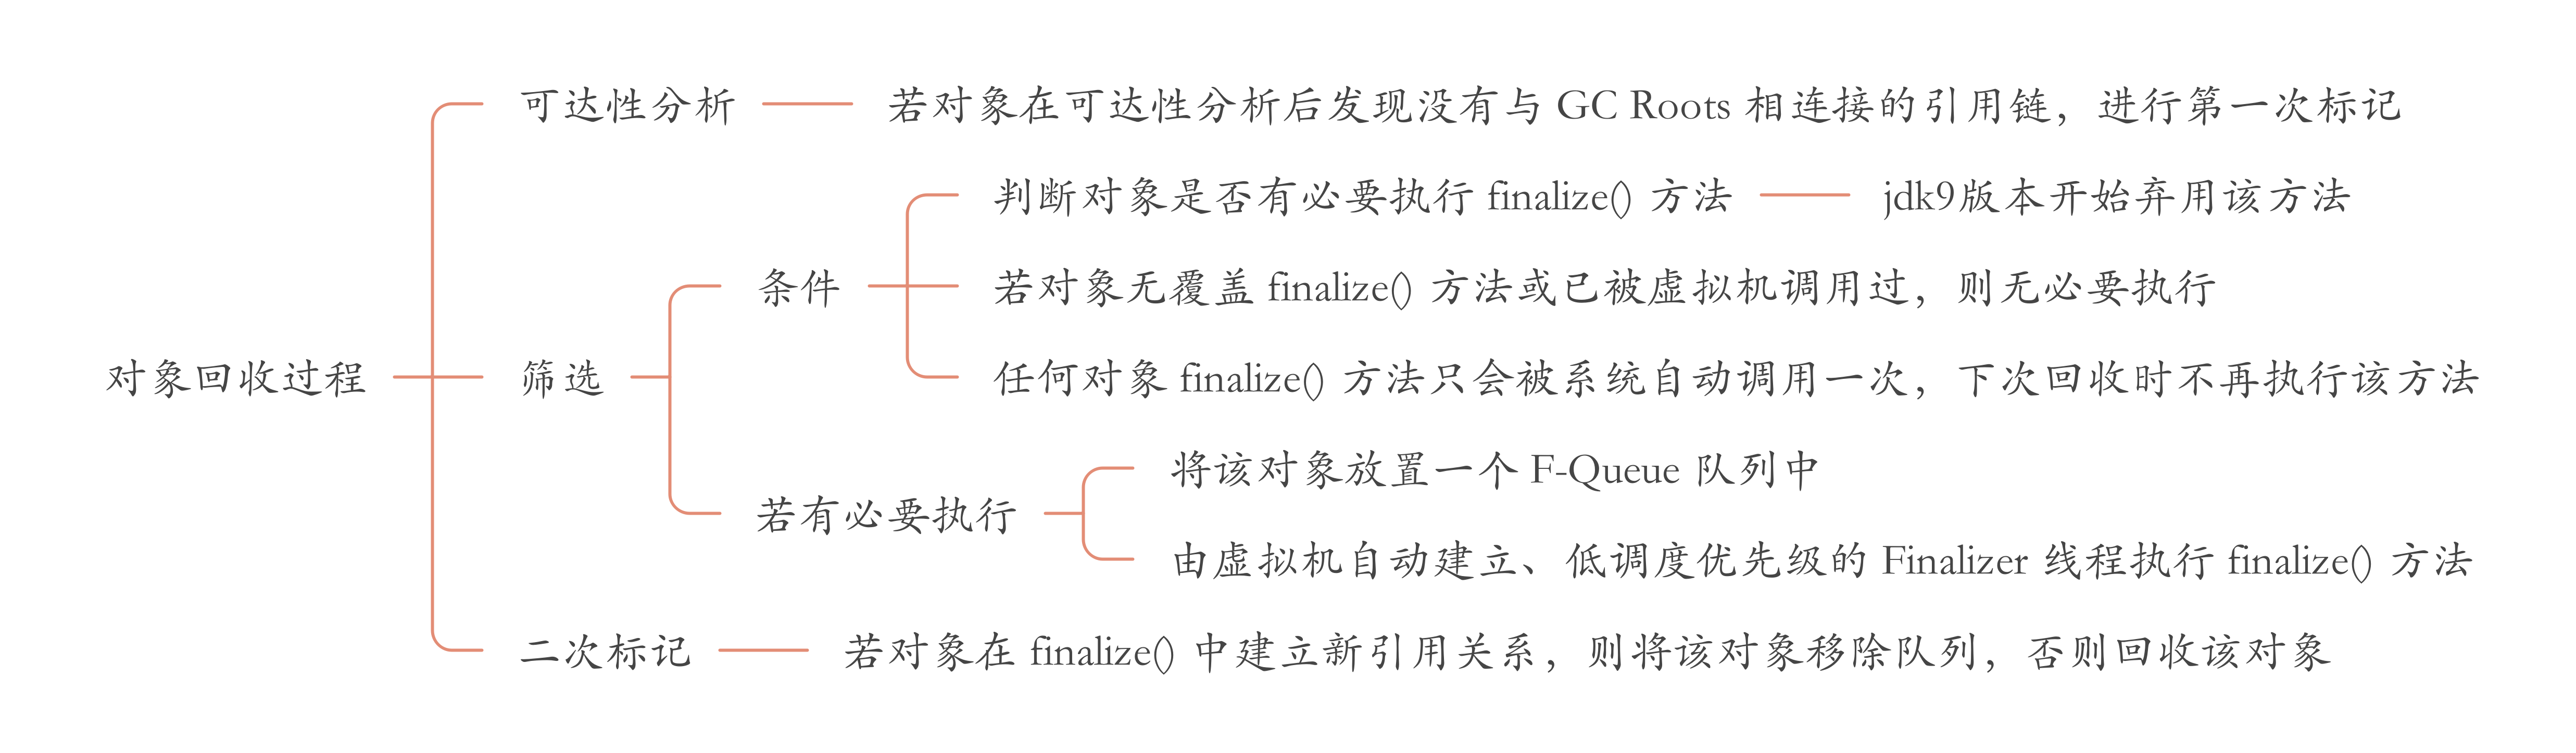 可达性分析
若对象在可达性分析后发现没有与 GC Roots 相连接的引用链，进行第一次标记
判断对象是否有必要执行 finalize() 方法
jdk9版本开始弃用该方法
条件
若对象无覆盖 finalize() 方法或已被虚拟机调用过，则无必要执行
对象回收过程
筛选
任何对象 finalize() 方法只会被系统自动调用一次，下次回收时不再执行该方法
将该对象放置一个 F-Queue 队列中
若有必要执行
由虚拟机自动建立、低调度优先级的 Finalizer 线程执行 finalize() 方法
二次标记
若对象在 finalize() 中建立新引用关系，则将该对象移除队列，否则回收该对象